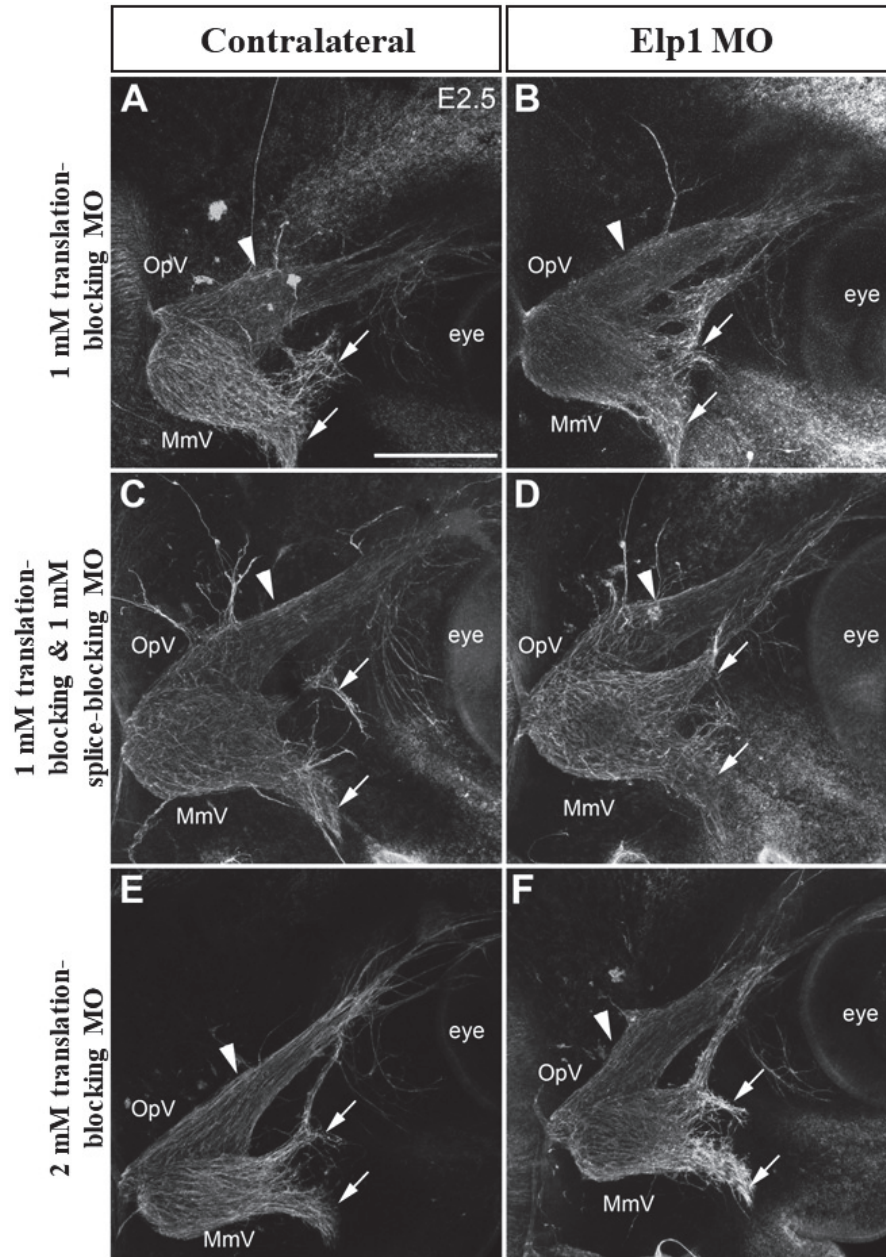 Contralateral
Elp1 MO
1 mM translation-
blocking MO
A
E2.5
OpV
eye
MmV
B
OpV
eye
MmV
1 mM translation-
blocking & 1 mM
splice-blocking MO
C
OpV
eye
MmV
D
OpV
eye
MmV
2 mM translation-
blocking MO
E
OpV
eye
MmV
F
OpV
eye
MmV